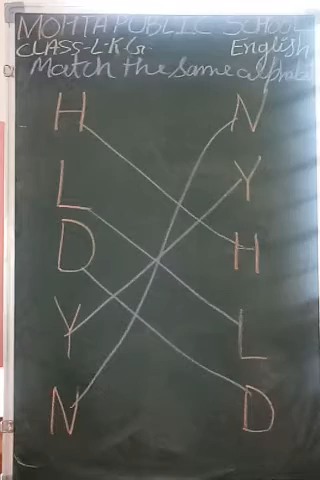 MOHTA PUBLIC SCHOOL
CLASS-L.K.G. English
Match the same alphabet
H N
L Y
D H
Y L
N D